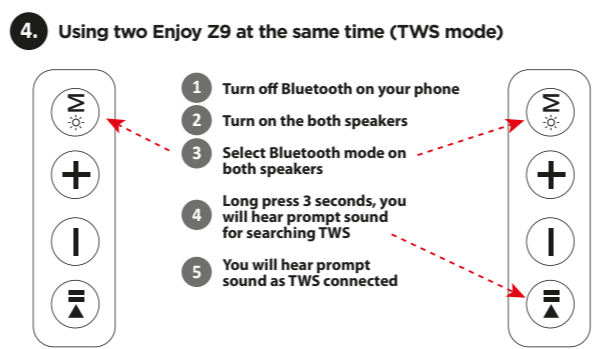 4. Using two Enjoy Z9 at the same time (TWS mode)
M
M
1 Turn off Bluetooth on your phone
2 Turn on the both speakers
3 Select Bluetooth mode on
both speakers
4 Long press 3 seconds, you
will hear prompt sound
for searching TWS
5 You will hear prompt
sound as TWS connected